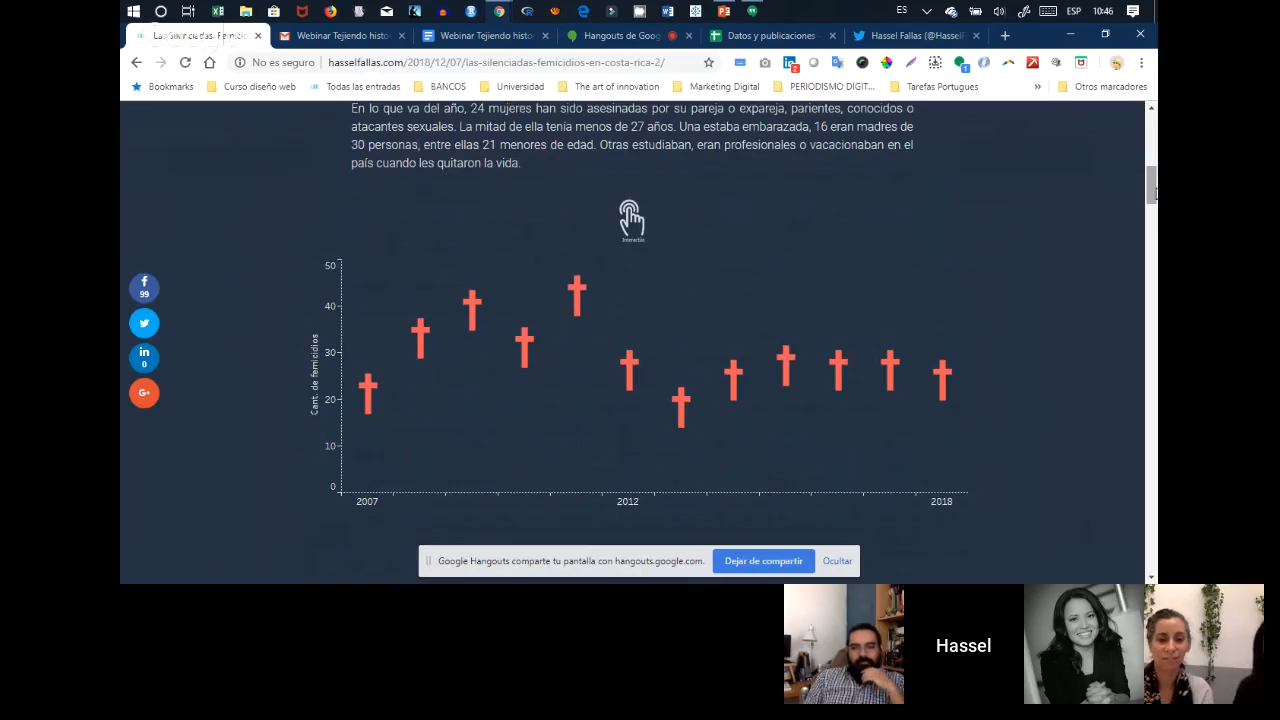 ES
ESP
10:46
Las Silenciadas: Femicid
Webinar Tejiendo histo
Webinar Tejiendo histo
Hangouts de Goog
Datos y publicaciones
Hassel Fallas (@HasselF
No es seguro
hasselfallas.com/2018/12/07/las-silenciadas-femicidios-en-costa-rica-2/
2
1
Bookmarks
Curso diseño web
Todas las entradas
BANCOS
Universidad
The art of innovation
Marketing Digital
PERIODISMO DIGIT...
Tarefas Portugues
»
Otros marcadores
En lo que va del año, 24 mujeres han sido asesinadas por su pareja o expareja, parientes, conocidos o
atacantes sexuales. La mitad de ella tenía menos de 27 años. Una estaba embarazada, 16 eran madres de
30 personas, entre ellas 21 menores de edad. Otras estudiaban, eran profesionales o vacacionaban en el
país cuando les quitaron la vida.
99
0
Cant. de femicidios
50
40
30
20
10
0
2007
2012
2018
Google Hangouts comparte tu pantalla con hangouts.google.com.
Dejar de compartir
Ocultar
Hassel